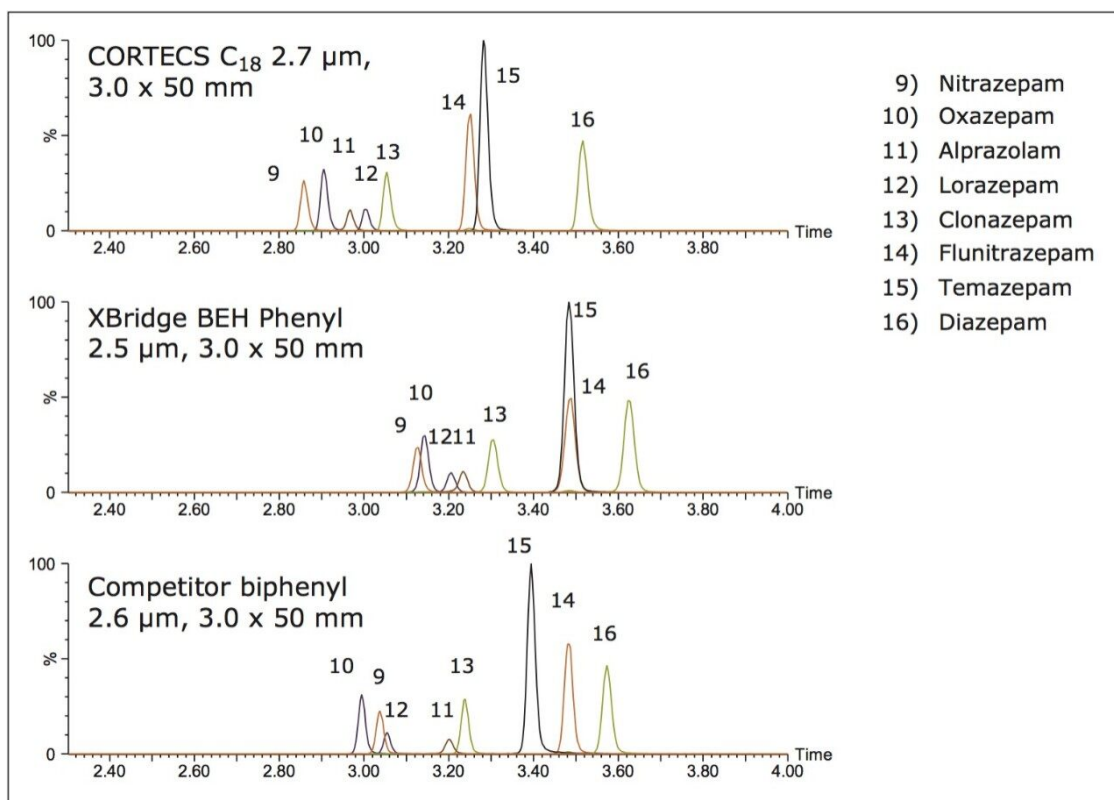 100
%
0
CORTECS C₁₈ 2.7 µm,
3.0 x 50 mm
9
10
11
12
13
14
15
16
2.40 2.60 2.80 3.00 3.20 3.40 3.60 3.80 Time
100
%
0
XBridge BEH Phenyl
2.5 µm, 3.0 x 50 mm
9
10
12 11
13
15
14
16
2.40 2.60 2.80 3.00 3.20 3.40 3.60 3.80 4.00
Time
100
%
0
Competitor biphenyl
2.6 µm, 3.0 x 50 mm
10
9
12
11
13
15
14
16
2.40 2.60 2.80 3.00 3.20 3.40 3.60 3.80 4.00
Time
9) Nitrazepam
10) Oxazepam
11) Alprazolam
12) Lorazepam
13) Clonazepam
14) Flunitrazepam
15) Temazepam
16) Diazepam